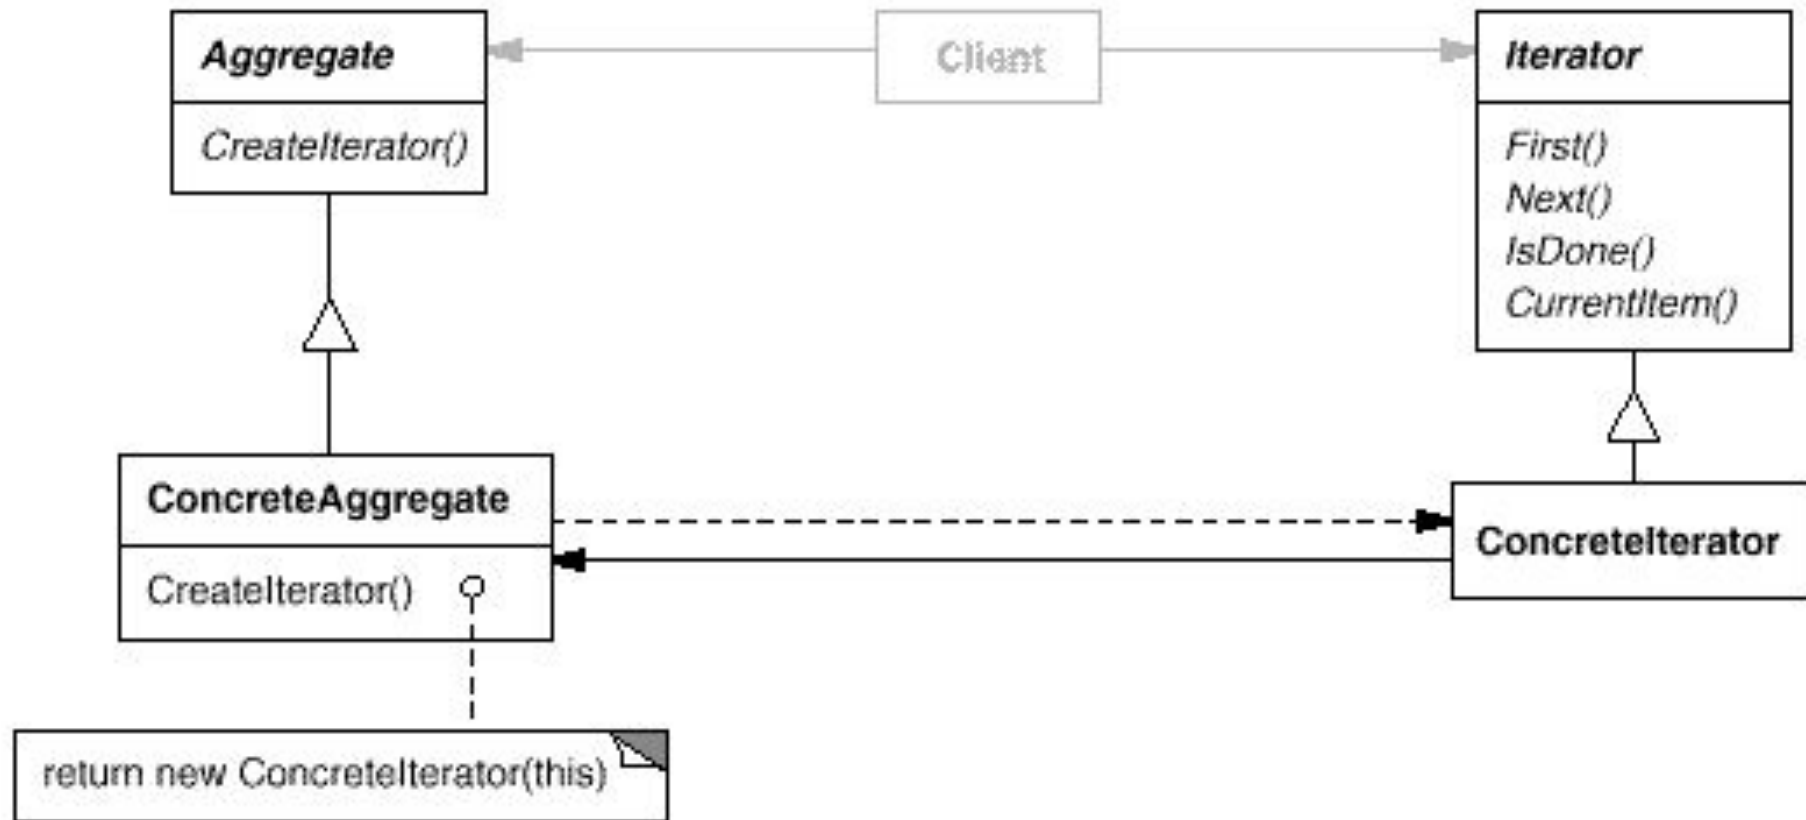 Aggregate
CreateIterator()
Client
Iterator
First()
Next()
IsDone()
CurrentItem()
ConcreteAggregate
CreateIterator()
ConcreteIterator
return new ConcreteIterator(this)